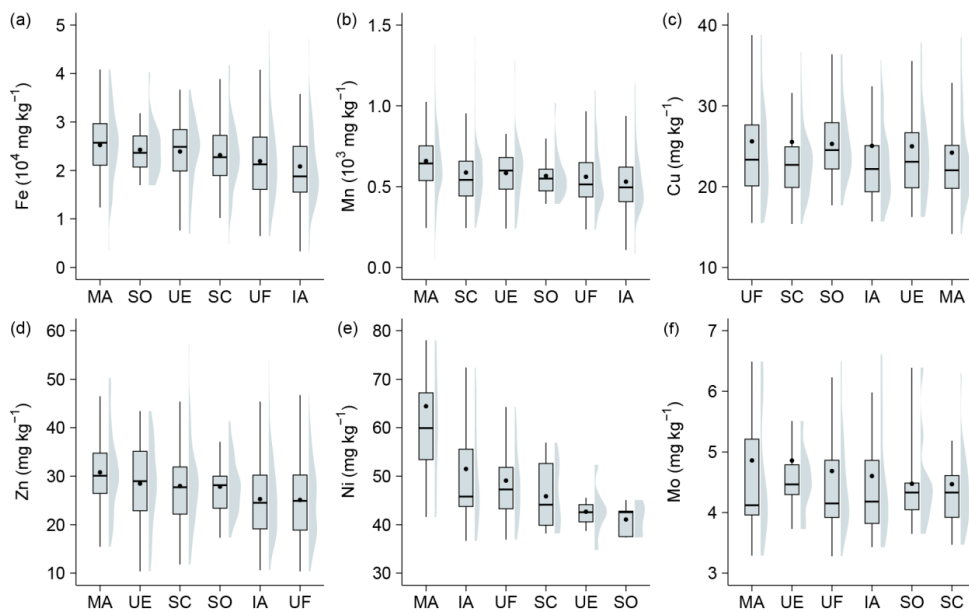 (a)
Fe (10⁴ mg kg⁻¹)
5
4
3
2
1
0
MA SO UE SC UF IA
(b)
Mn (10³ mg kg⁻¹)
1.5
1.0
0.5
0.0
MA SC UE SO UF IA
(c)
Cu (mg kg⁻¹)
40
30
20
10
UF SC SO IA UE MA
(d)
Zn (mg kg⁻¹)
60
50
40
30
20
10
MA UE SC SO IA UF
(e)
Ni (mg kg⁻¹)
80
70
60
50
40
30
MA IA UF SC UE SO
(f)
Mo (mg kg⁻¹)
7
6
5
4
3
MA UE UF IA SO SC